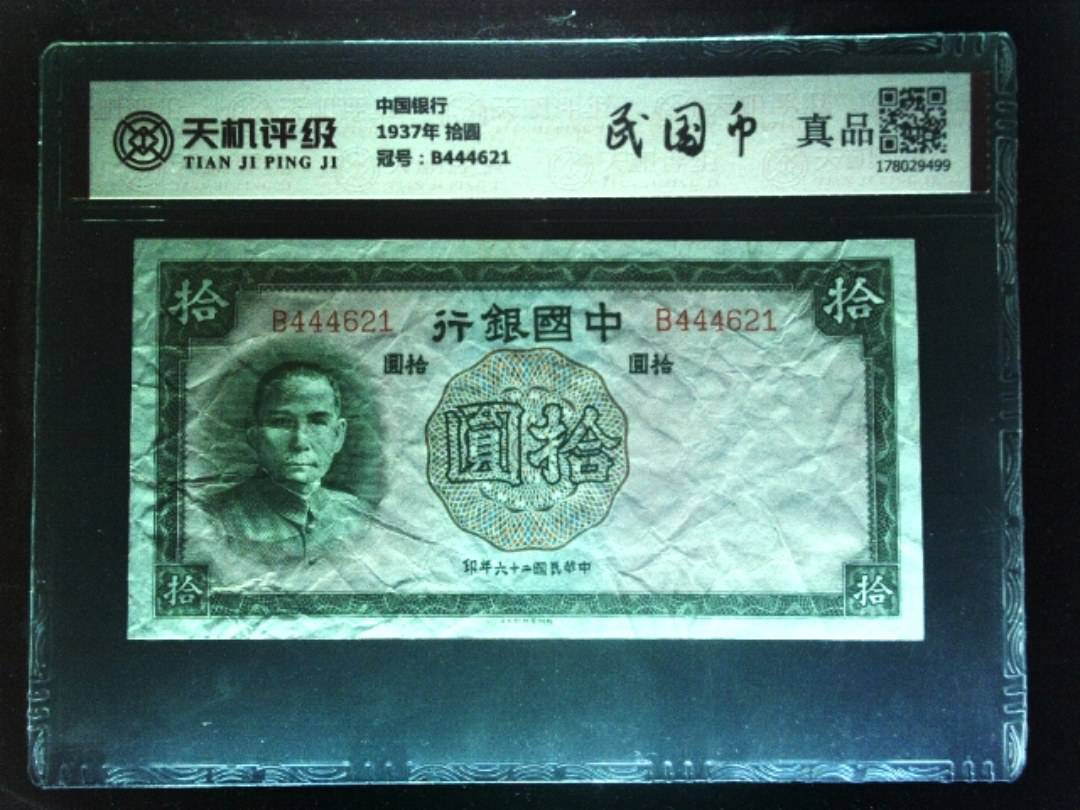 天机评级
TIAN JI PING JI
中国银行
1937年 拾圓
冠号：B444621
民国币
真品
178029499
拾
拾
B444621
行銀國中
B444621
圓拾
圓拾
圓拾
印年六十二國民華中
拾
拾